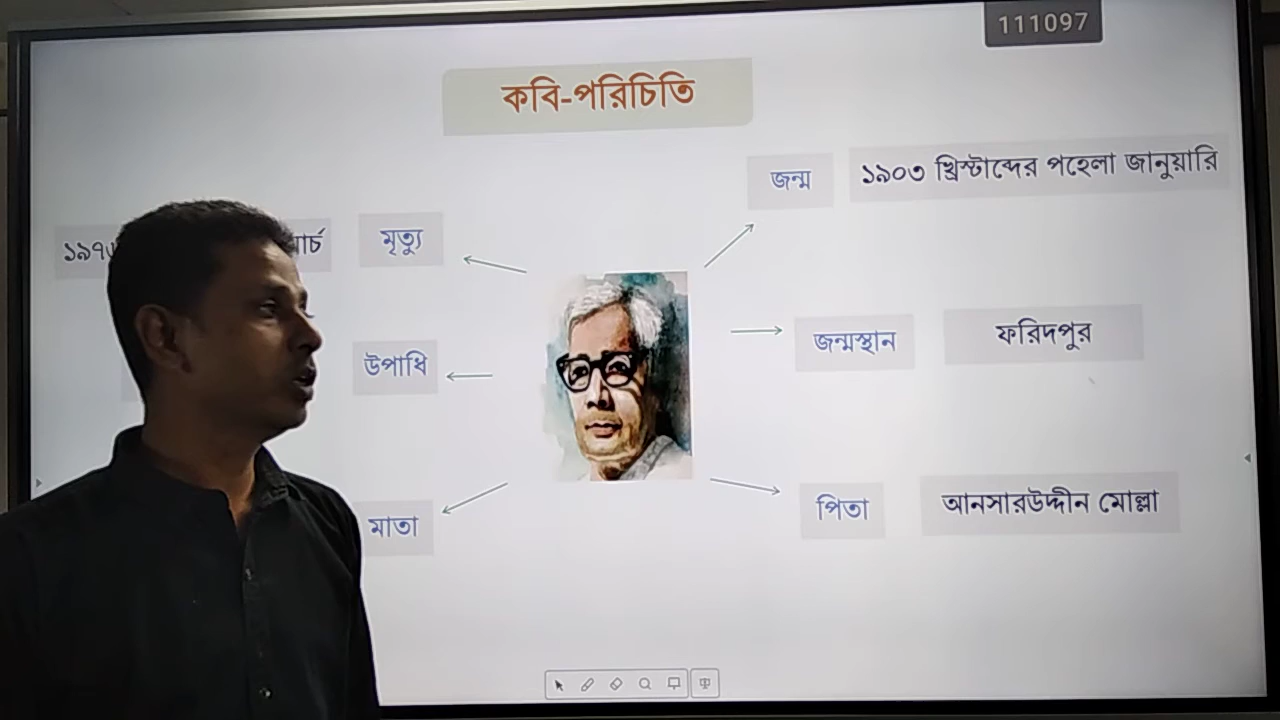 111097
কবি-পরিচিতি
জন্ম ১৯০৩ খ্রিস্টাব্দের পহেলা জানুয়ারি
মৃত্যু
উপাধি
জন্মস্থান ফরিদপুর
মাতা
পিতা আনসারউদ্দীন মোল্লা